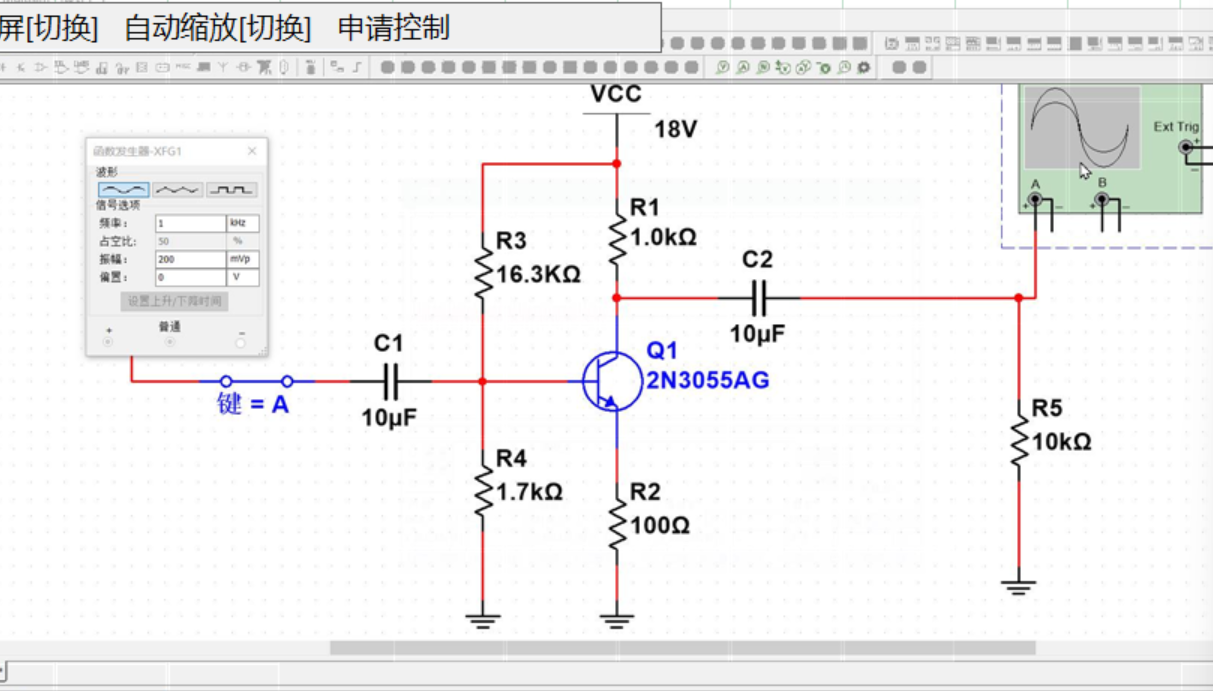 屏[切换] 自动缩放[切换] 申请控制
VCC
18V
函数发生器-XFG1
波形
信号选项
频率: 1 kHz
占空比: 50 %
振幅: 200 mVp
偏置: 0 V
设置上升/下降时间
+ 普通 −
键 = A
C1
10µF
R3
16.3KΩ
R4
1.7kΩ
R1
1.0kΩ
C2
10µF
Q1
2N3055AG
R2
100Ω
R5
10kΩ
Ext Trig
+
−
A B
+ − + −